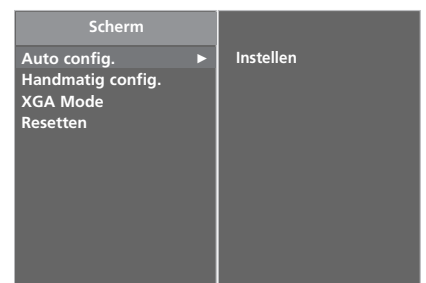 Scherm
Auto config. ► Instellen
Handmatig config.
XGA Mode
Resetten